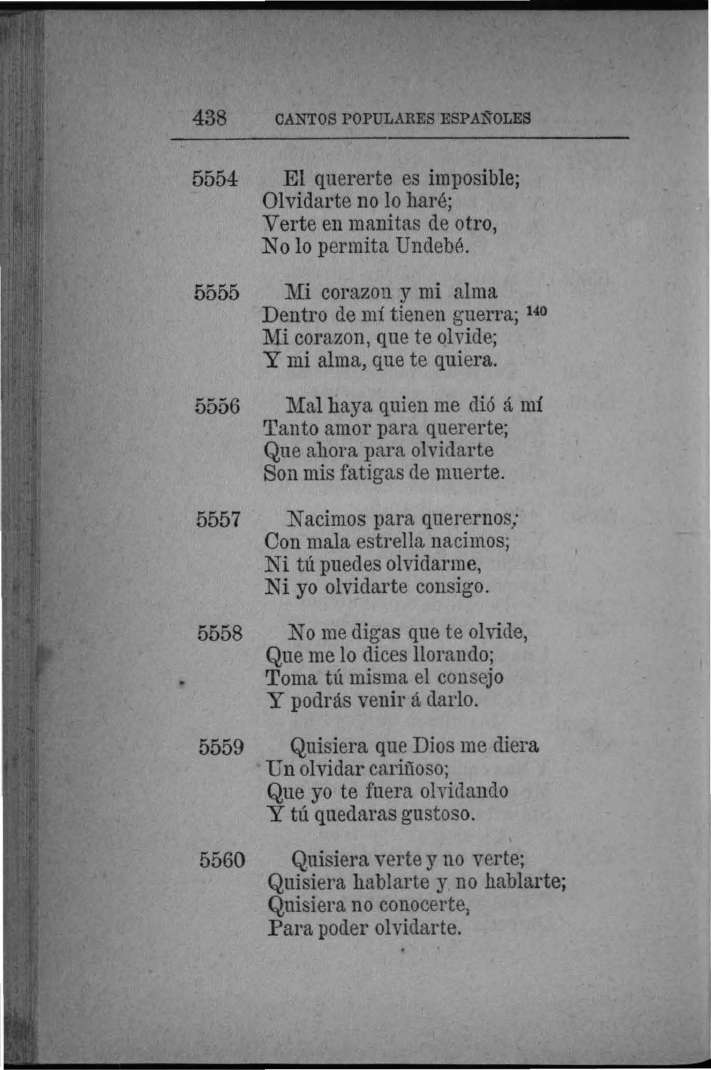 438 CANTOS POPULARES ESPAÑOLES
5554 El quererte es imposible;
Olvidarte no lo haré;
Verte en manitas de otro,
No lo permita Undebé.
5555 Mi corazon y mi alma
Dentro de mí tienen guerra; 140
Mi corazon, que te olvide;
Y mi alma, que te quiera.
5556 Mal haya quien me dió á mí
Tanto amor para quererte;
Que ahora para olvidarte
Son mis fatigas de muerte.
5557 Nacimos para querernos;
Con mala estrella nacimos;
Ni tú puedes olvidarme,
Ni yo olvidarte consigo.
5558 No me digas que te olvide,
Que me lo dices llorando;
Toma tú misma el consejo
Y podrás venir á darlo.
5559 Quisiera que Dios me diera
Un olvidar cariñoso;
Que yo te fuera olvidando
Y tú quedaras gustoso.
5560 Quisiera verte y no verte;
Quisiera hablarte y no hablarte;
Quisiera no conocerte,
Para poder olvidarte.